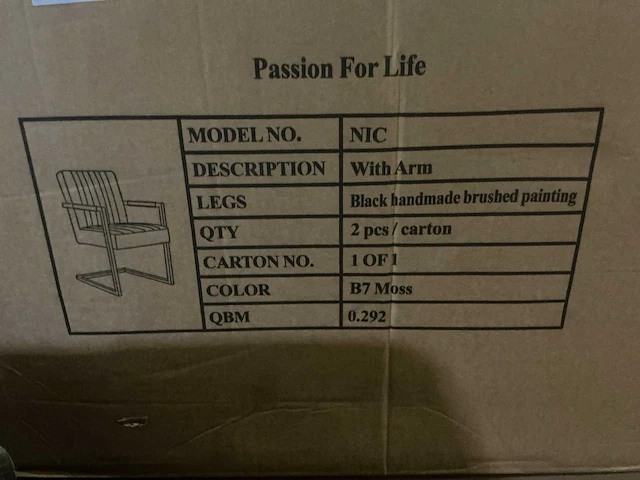 Passion For Life
MODEL NO. NIC
DESCRIPTION With Arm
LEGS Black handmade brushed painting
QTY 2 pcs / carton
CARTON NO. 1 OF 1
COLOR B7 Moss
QBM 0.292